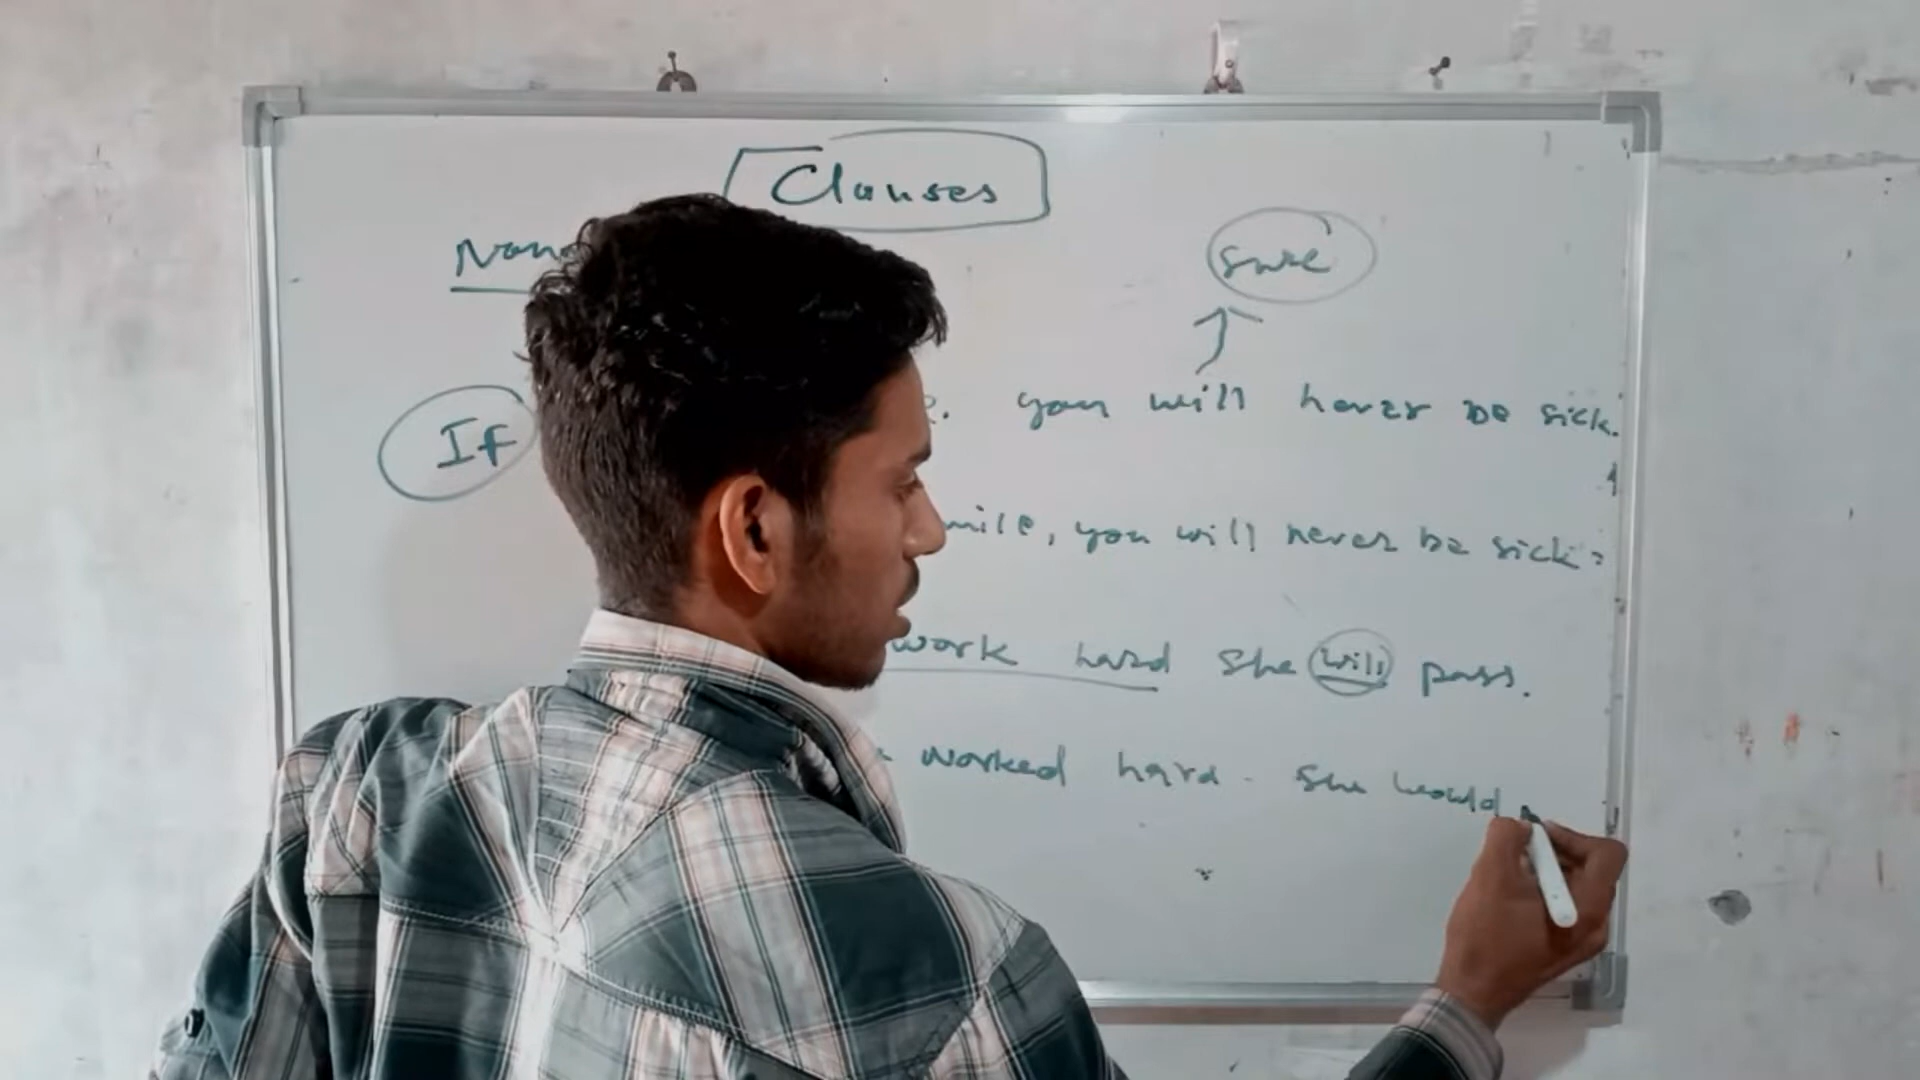 Clauses
sure
If
you will never be sick.
mile, you will never be sick.
work hard she will pass.
worked hard. She would